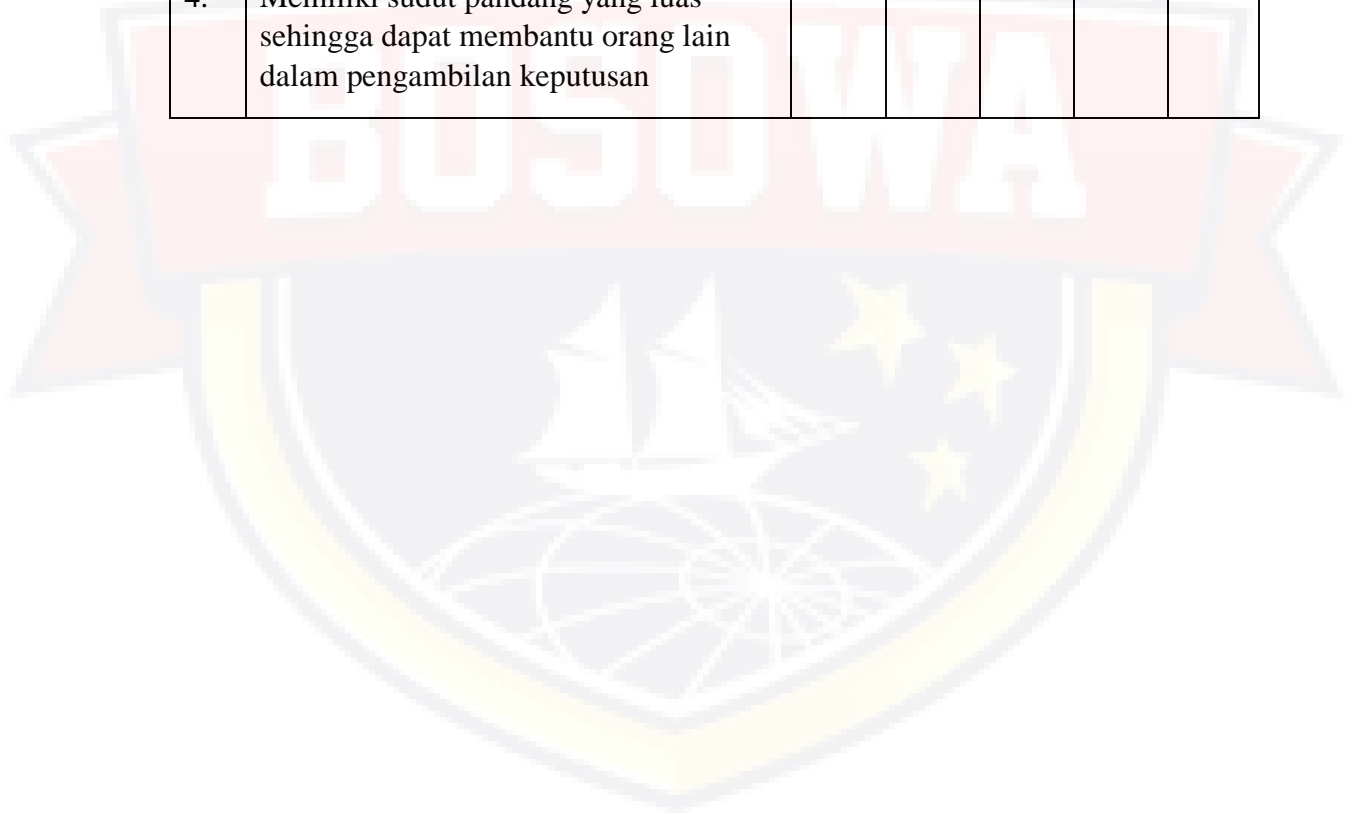 4. Memiliki sudut pandang yang luas
sehingga dapat membantu orang lain
dalam pengambilan keputusan
BOSOWA